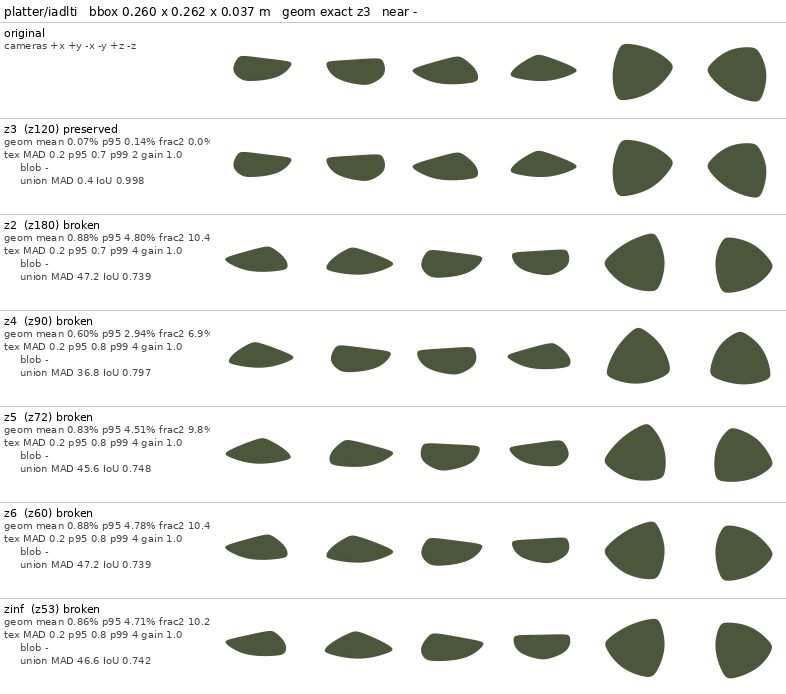 platter/iadlti   bbox 0.260 x 0.262 x 0.037 m   geom exact z3   near -
original
cameras +x +y -x -y +z -z
z3  (z120) preserved
geom mean 0.07% p95 0.14% frac2 0.0%
tex MAD 0.2 p95 0.7 p99 2 gain 1.0
blob -
union MAD 0.4 IoU 0.998
z2  (z180) broken
geom mean 0.88% p95 4.80% frac2 10.4
tex MAD 0.2 p95 0.7 p99 4 gain 1.0
blob -
union MAD 47.2 IoU 0.739
z4  (z90) broken
geom mean 0.60% p95 2.94% frac2 6.9%
tex MAD 0.2 p95 0.8 p99 4 gain 1.0
blob -
union MAD 36.8 IoU 0.797
z5  (z72) broken
geom mean 0.83% p95 4.51% frac2 9.8%
tex MAD 0.2 p95 0.8 p99 4 gain 1.0
blob -
union MAD 45.6 IoU 0.748
z6  (z60) broken
geom mean 0.88% p95 4.78% frac2 10.4
tex MAD 0.2 p95 0.8 p99 4 gain 1.0
blob -
union MAD 47.2 IoU 0.739
zinf  (z53) broken
geom mean 0.86% p95 4.71% frac2 10.2
tex MAD 0.2 p95 0.8 p99 4 gain 1.0
blob -
union MAD 46.6 IoU 0.742